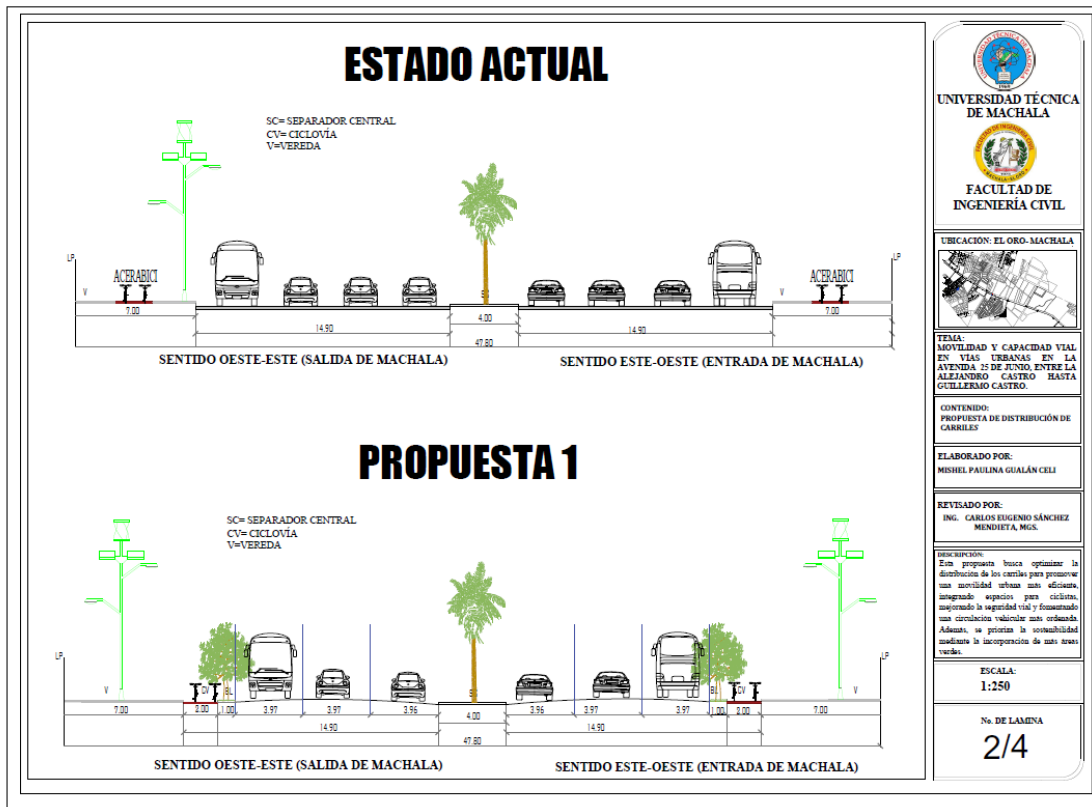 ESTADO ACTUAL
SC= SEPARADOR CENTRAL
CV= CICLOVÍA
V=VEREDA
LP
LP
V
ACERABICI
ACERABICI
V
7.00
4.00
7.00
14.90
14.90
47.80
SENTIDO OESTE-ESTE (SALIDA DE MACHALA)
SENTIDO ESTE-OESTE (ENTRADA DE MACHALA)
PROPUESTA 1
SC= SEPARADOR CENTRAL
CV= CICLOVÍA
V=VEREDA
LP
LP
V
CV
BL
BL
CV
V
7.00
2.00
1.00
3.97
3.97
3.96
4.00
3.96
3.97
3.97
1.00
2.00
7.00
14.90
14.90
47.80
SENTIDO OESTE-ESTE (SALIDA DE MACHALA)
SENTIDO ESTE-OESTE (ENTRADA DE MACHALA)
UNIVERSIDAD TÉCNICA
DE MACHALA
FACULTAD DE
INGENIERÍA CIVIL
UBICACIÓN: EL ORO- MACHALA
TEMA:
MOVILIDAD Y CAPACIDAD VIAL
EN VÍAS URBANAS EN LA
AVENIDA 25 DE JUNIO, ENTRE LA
ALEJANDRO CASTRO HASTA
GUILLERMO CASTRO.
CONTENIDO:
PROPUESTA DE DISTRIBUCIÓN DE
CARRILES
ELABORADO POR:
MISHEL PAULINA GUALÁN CELI
REVISADO POR:
ING. CARLOS EUGENIO SÁNCHEZ
MENDIETA, MGS.
DESCRIPCIÓN:
Esta propuesta busca optimizar la
distribución de los carriles para promover
una movilidad urbana más eficiente,
integrando espacios para ciclistas,
mejorando la seguridad vial y fomentando
una circulación vehicular más ordenada.
Además, se prioriza la sostenibilidad
mediante la incorporación de más áreas
verdes.
ESCALA:
1:250
No. DE LAMINA
2/4